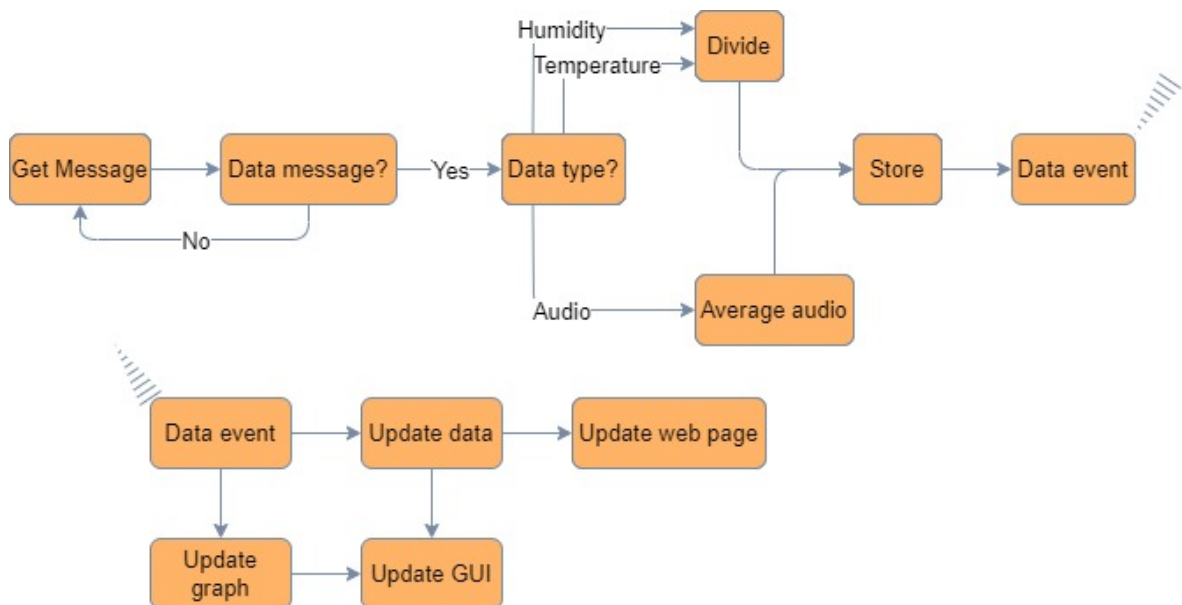 Humidity
Divide
Temperature
Get Message
Data message?
Yes
Data type?
Store
Data event
No
Audio
Average audio
Data event
Update data
Update web page
Update
graph
Update GUI